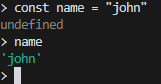 > const name = "john"
undefined
> name
'john'
>